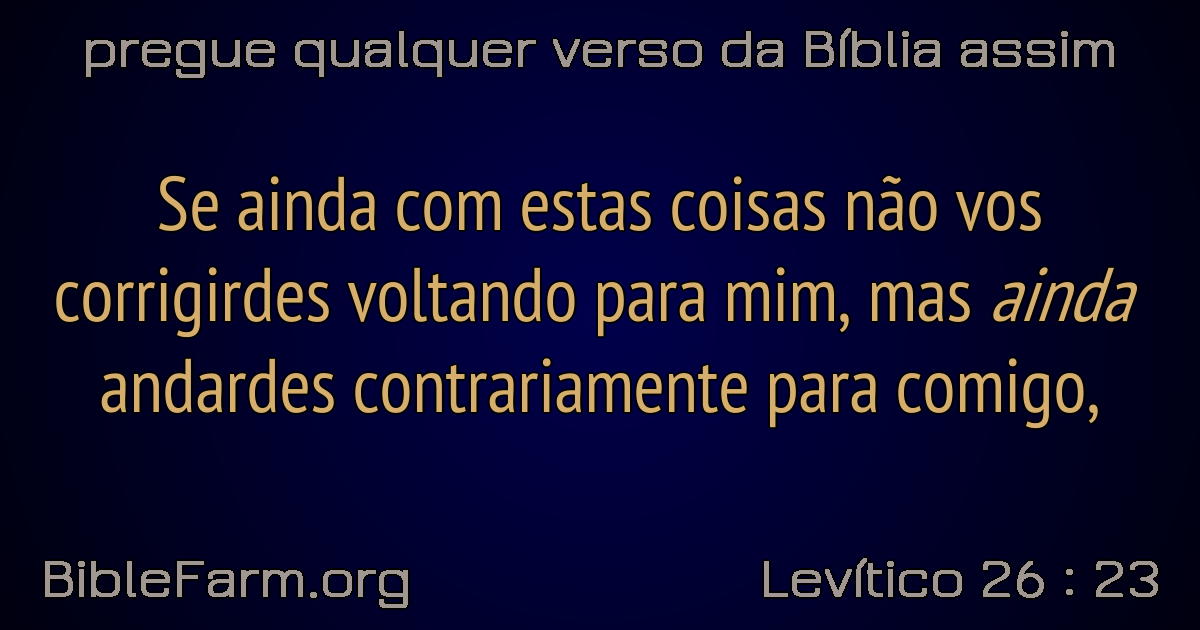 pregue qualquer verso da Bíblia assim
Se ainda com estas coisas não vos
corrigirdes voltando para mim, mas ainda
andardes contrariamente para comigo,
BibleFarm.org
Levítico 26 : 23